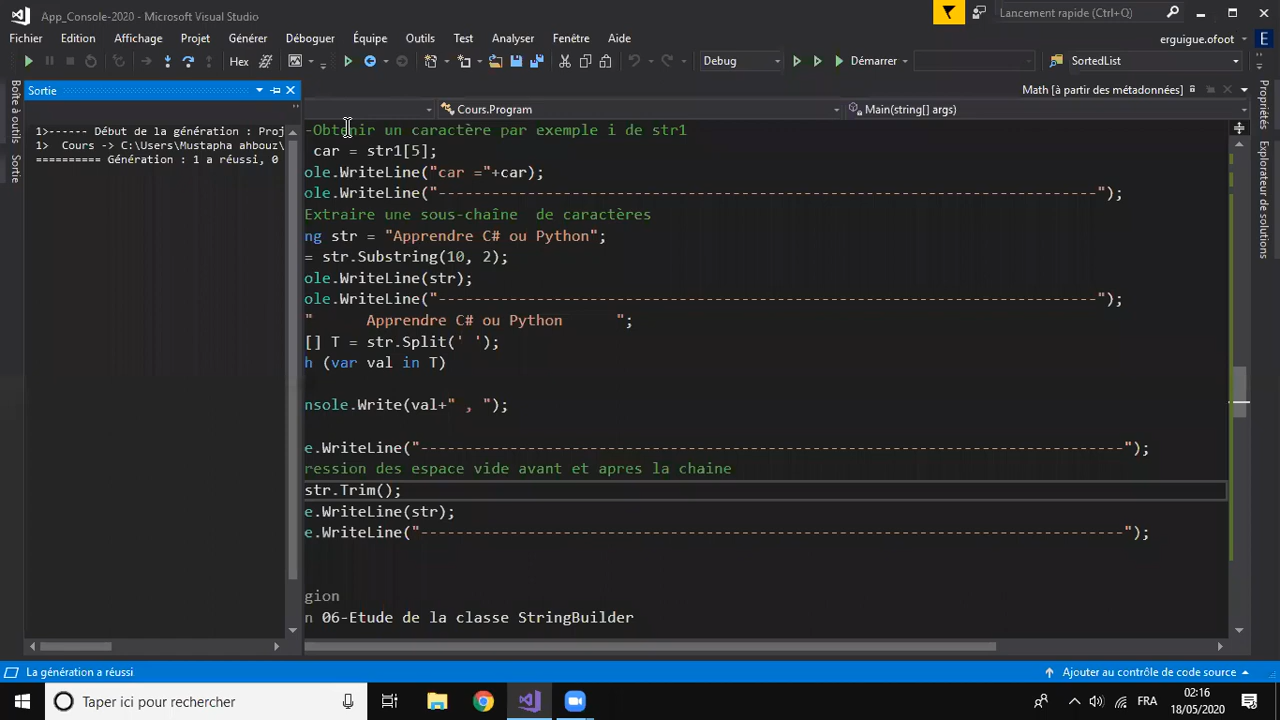 App_Console-2020 - Microsoft Visual Studio
Lancement rapide (Ctrl+Q)
Fichier Edition Affichage Projet Générer Déboguer Équipe Outils Test Analyser Fenêtre Aide
erguigue.ofoot
E
Hex
Debug
Démarrer
SortedList
Boîte à outils
Sortie
Sortie
Math [à partir des métadonnées]
Cours.Program
Main(string[] args)
Propriétés
Explorateur de solutions
1>------ Début de la génération : Proj
1> Cours -> C:\Users\Mustapha ahbouz\
========== Génération : 1 a réussi, 0
-Obtenir un caractère par exemple i de str1
car = str1[5];
ole.WriteLine("car ="+car);
ole.WriteLine("--------------------------------------------------------------------------");
Extraire une sous-chaîne  de caractères
ng str = "Apprendre C# ou Python";
= str.Substring(10, 2);
ole.WriteLine(str);
ole.WriteLine("--------------------------------------------------------------------------");
"      Apprendre C# ou Python      ";
[] T = str.Split(' ');
h (var val in T)
nsole.Write(val+" , ");
e.WriteLine("-------------------------------------------------------------------------------");
ression des espace vide avant et apres la chaine
str.Trim();
e.WriteLine(str);
e.WriteLine("-------------------------------------------------------------------------------");
gion
n 06-Etude de la classe StringBuilder
La génération a réussi
Ajouter au contrôle de code source
Taper ici pour rechercher
FRA
02:16
18/05/2020